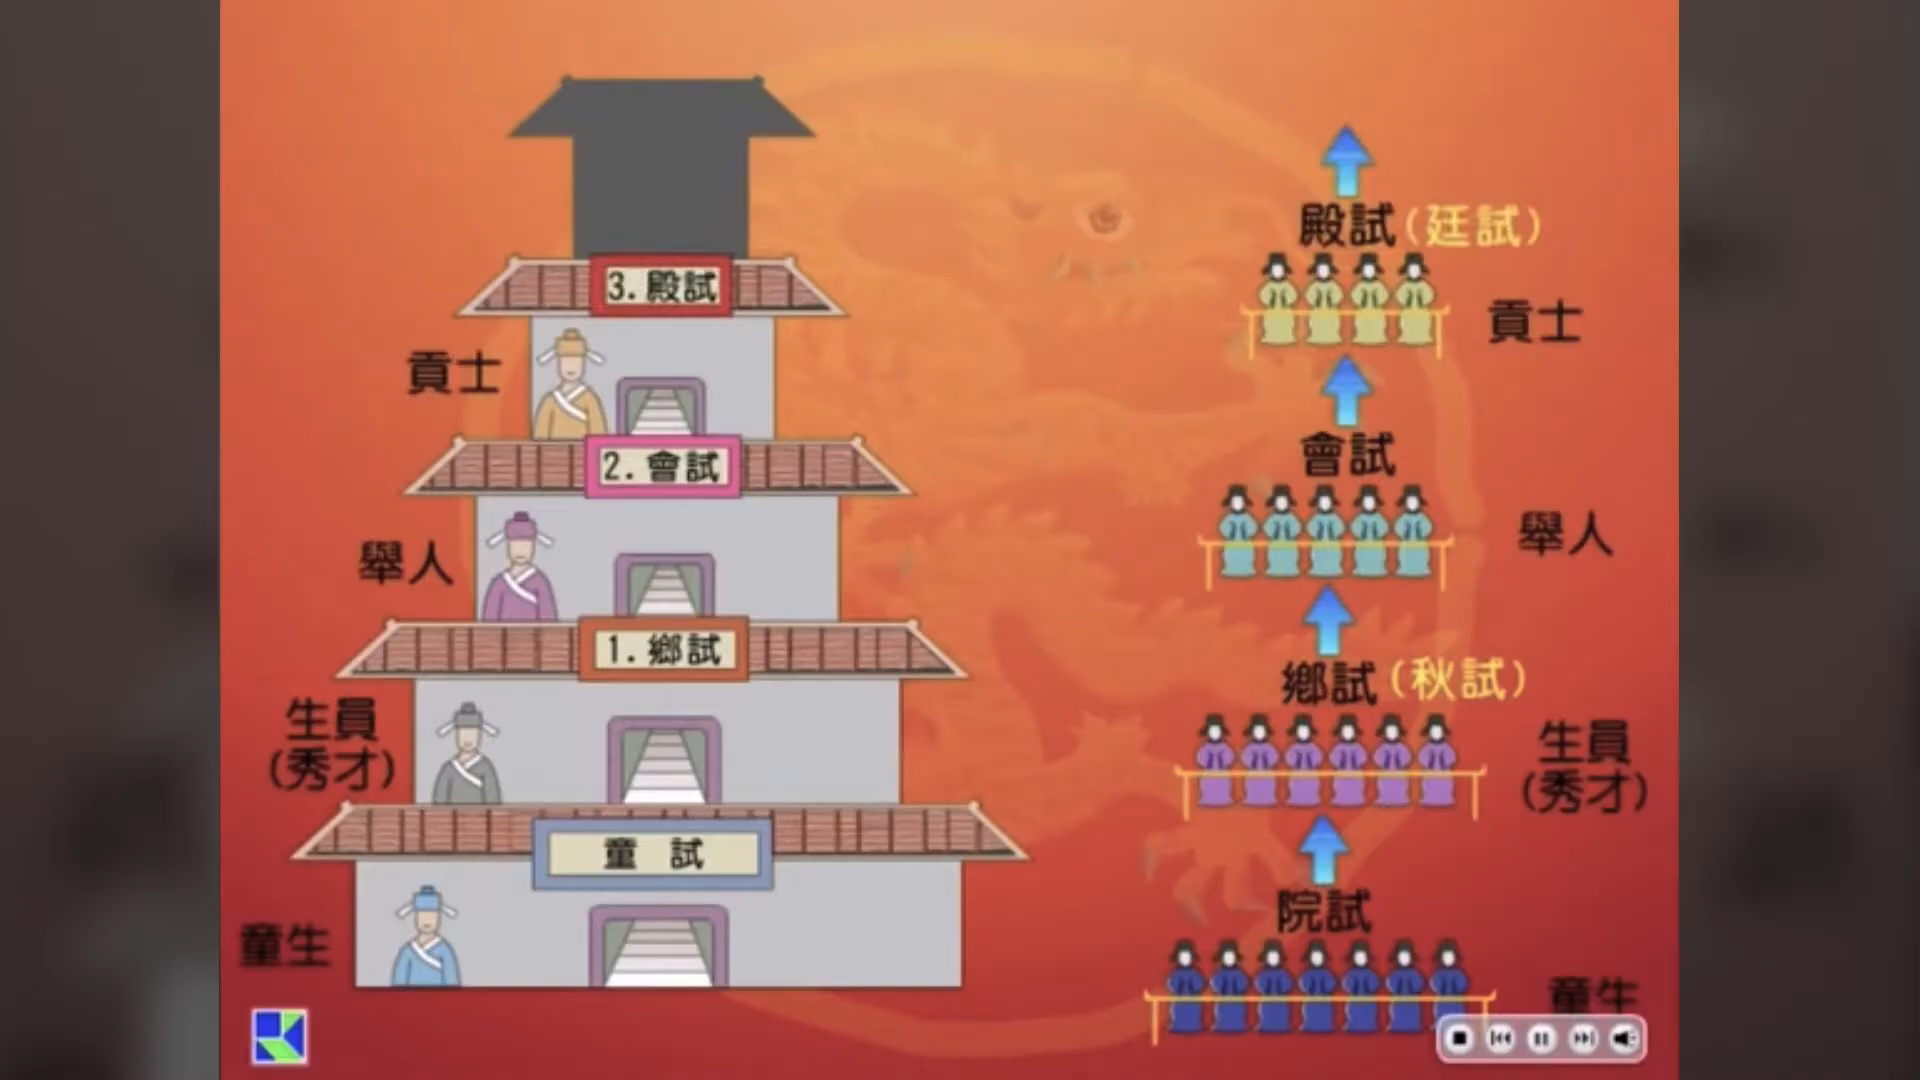 3.殿試
貢士
2.會試
舉人
1.鄉試
生員
(秀才)
童 試
童生
殿試(廷試)
貢士
會試
舉人
鄉試(秋試)
生員
(秀才)
院試
童生